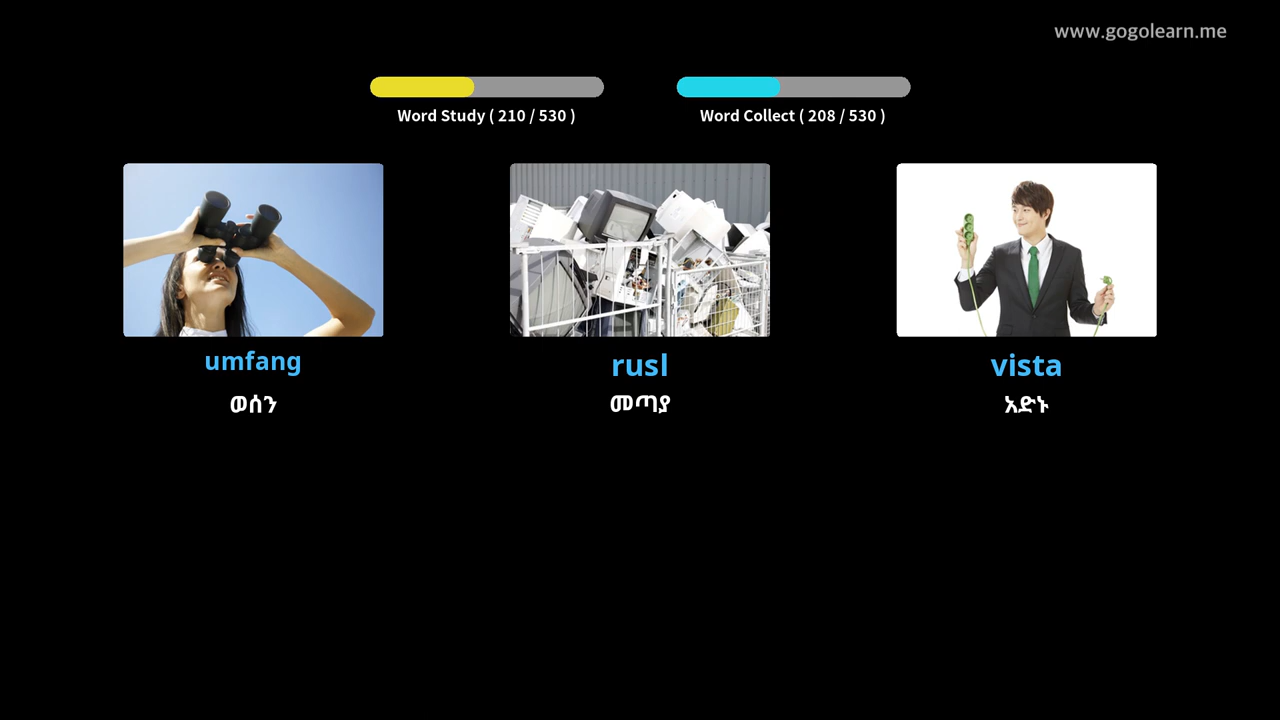 www.gogolearn.me
Word Study ( 210 / 530 )
Word Collect ( 208 / 530 )
umfang
rusl
vista
ወሰን
መጣያ
አድኑ